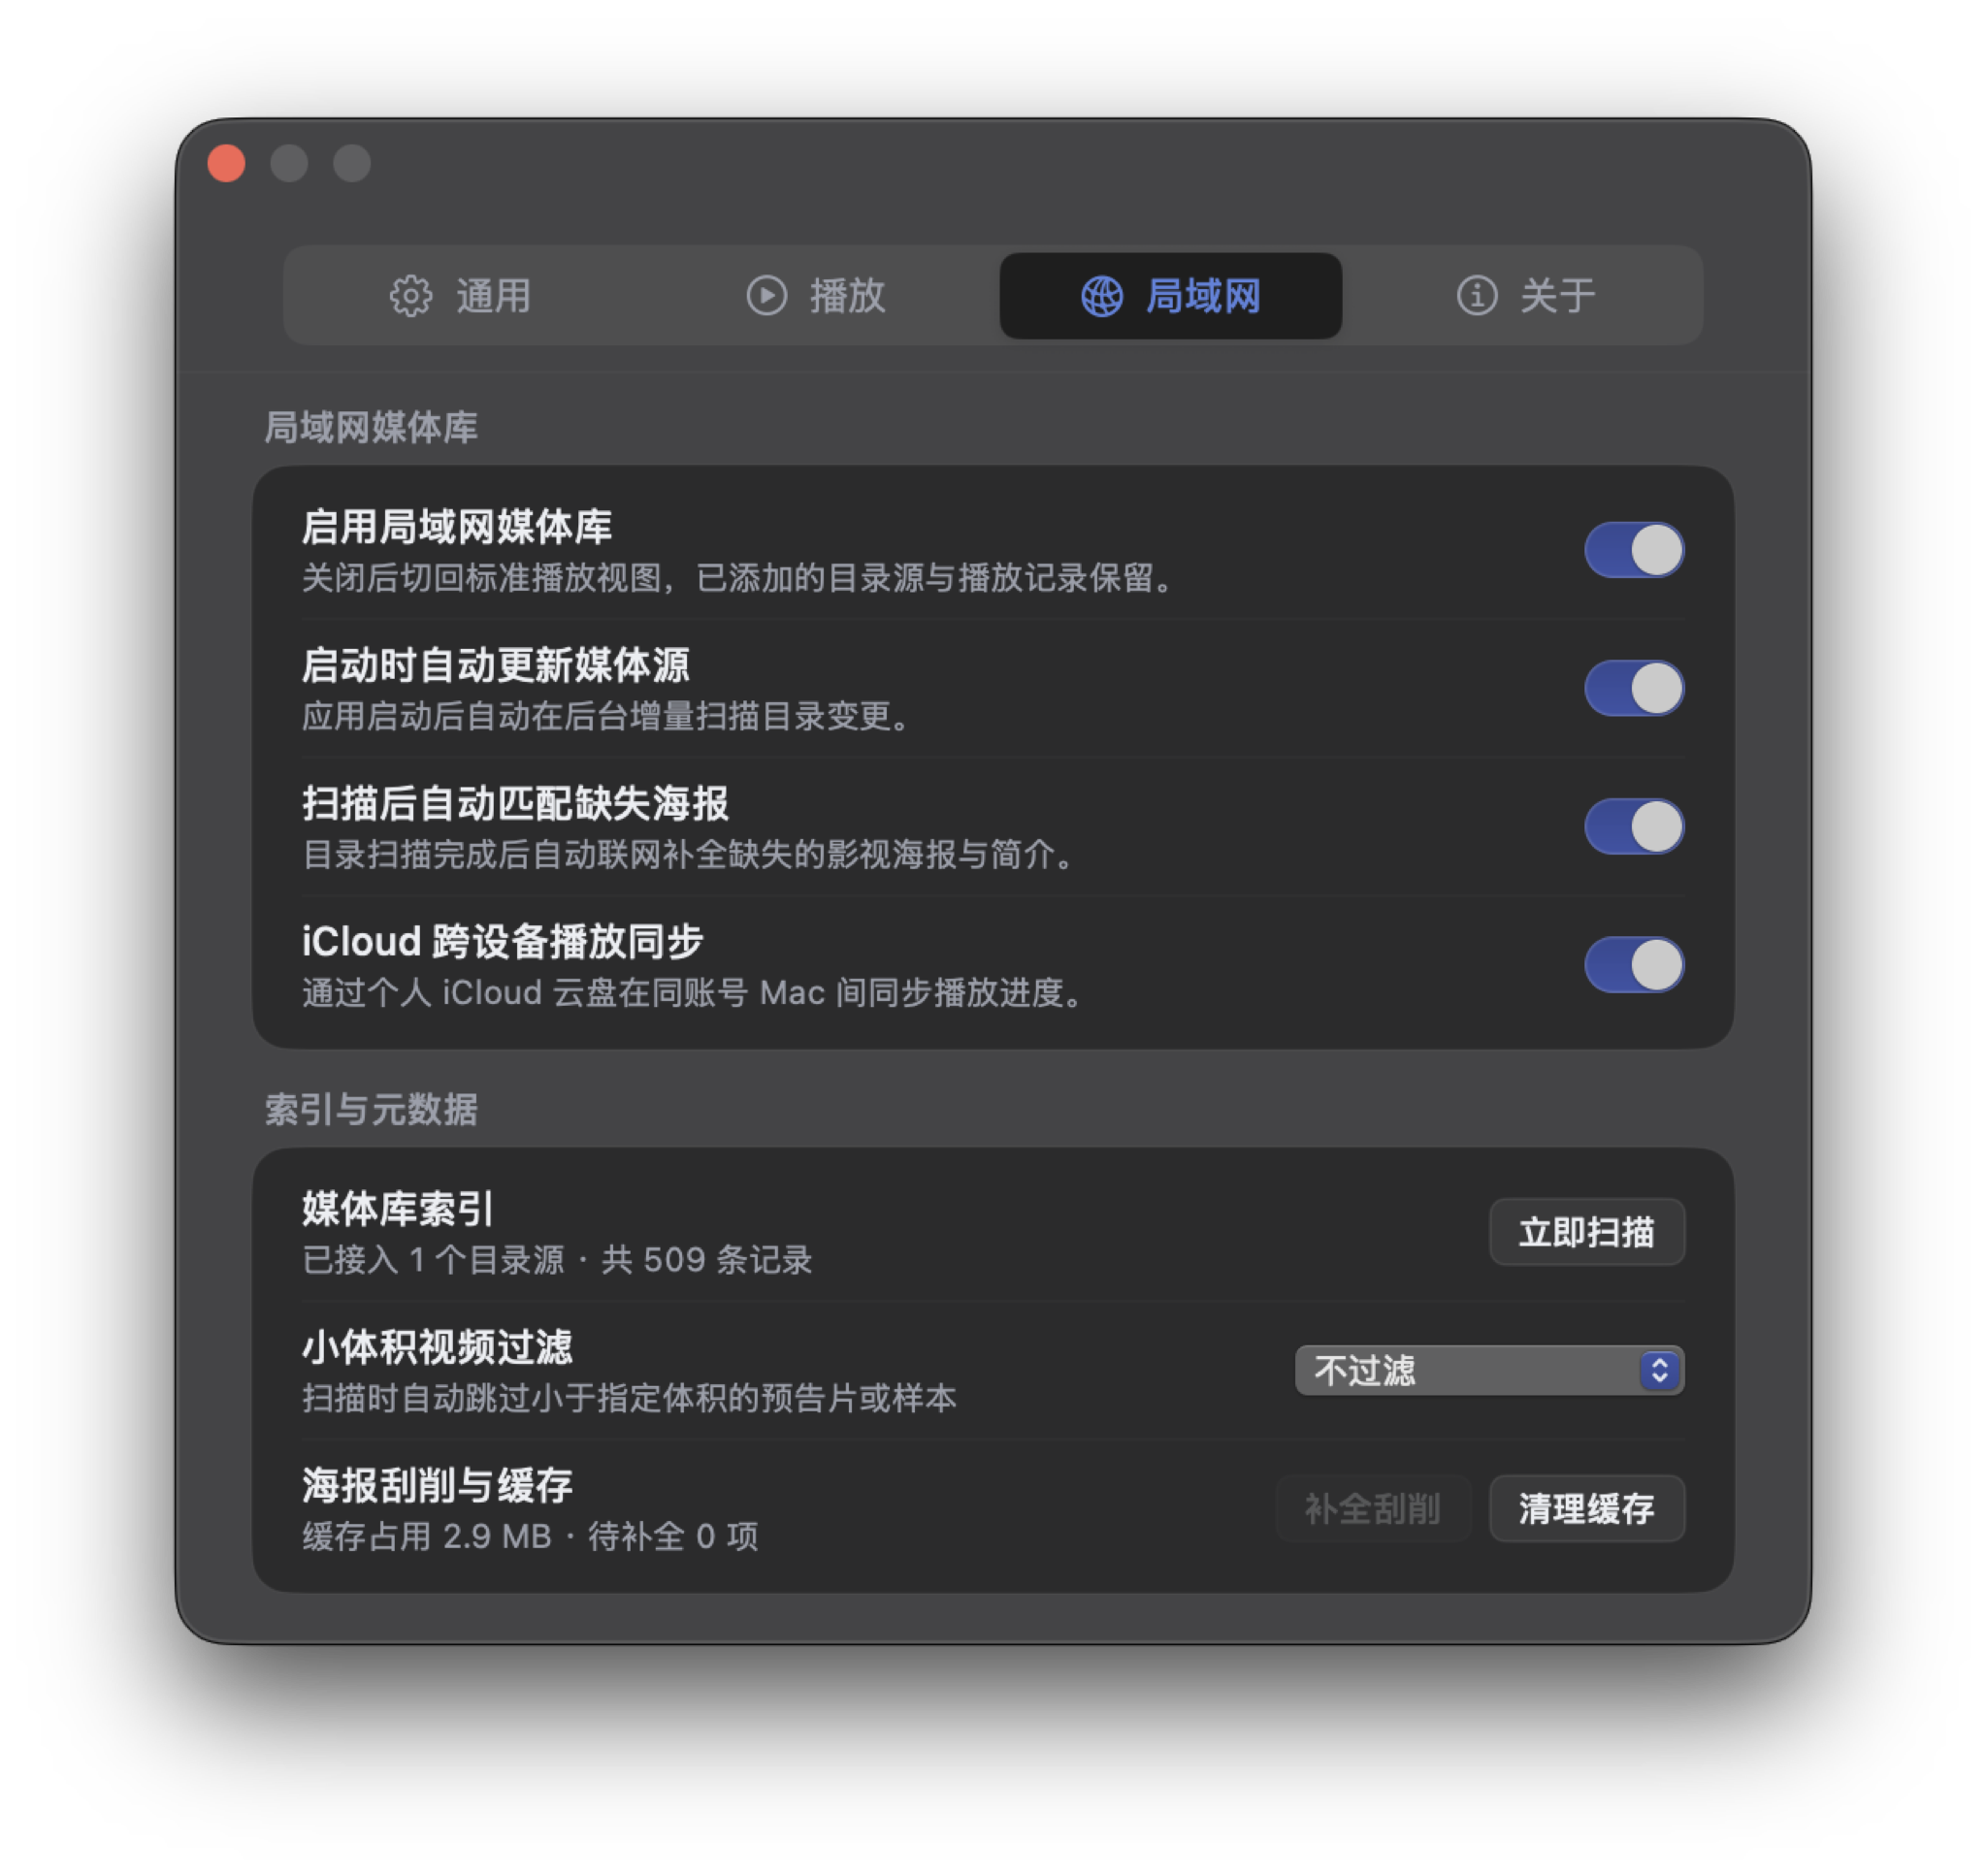 通用
播放
局域网
关于
局域网媒体库
启用局域网媒体库
关闭后切回标准播放视图，已添加的目录源与播放记录保留。
启动时自动更新媒体源
应用启动后自动在后台增量扫描目录变更。
扫描后自动匹配缺失海报
目录扫描完成后自动联网补全缺失的影视海报与简介。
iCloud 跨设备播放同步
通过个人 iCloud 云盘在同账号 Mac 间同步播放进度。
索引与元数据
媒体库索引
已接入 1 个目录源 · 共 509 条记录
立即扫描
小体积视频过滤
扫描时自动跳过小于指定体积的预告片或样本
不过滤
海报刮削与缓存
缓存占用 2.9 MB · 待补全 0 项
补全刮削
清理缓存